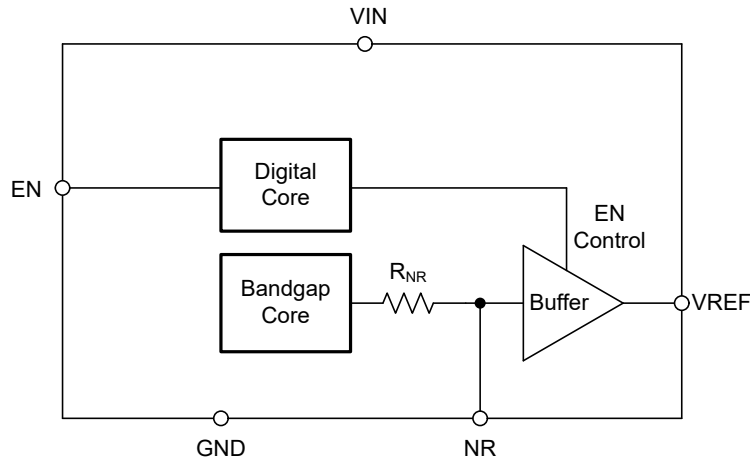 VIN
EN
Digital
Core
EN
Control
Bandgap
Core
RNR
Buffer
VREF
GND
NR